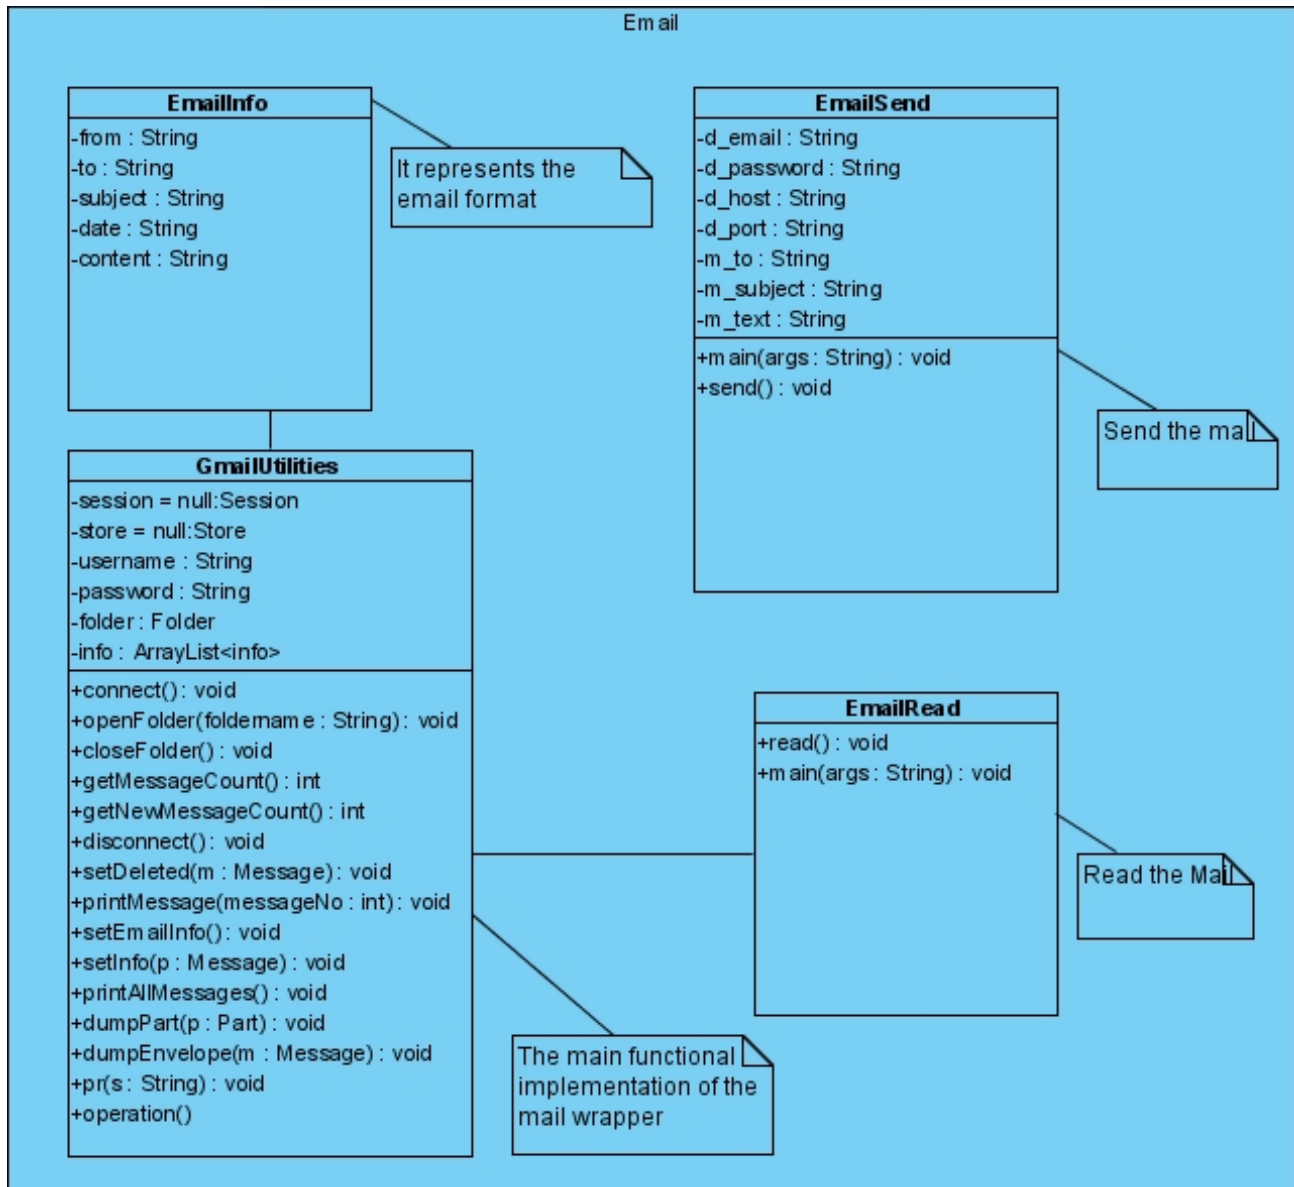 Email
EmailInfo
-from : String
-to : String
-subject : String
-date : String
-content : String
It represents the
email format
EmailSend
-d_email : String
-d_password : String
-d_host : String
-d_port : String
-m_to : String
-m_subject : String
-m_text : String
+main(args : String) : void
+send() : void
Send the mail
GmailUtilities
-session = null:Session
-store = null:Store
-username : String
-password : String
-folder : Folder
-info : ArrayList<info>
+connect() : void
+openFolder(foldername : String) : void
+closeFolder() : void
+getMessageCount() : int
+getNewMessageCount() : int
+disconnect() : void
+setDeleted(m : Message) : void
+printMessage(messageNo : int) : void
+setEmailInfo() : void
+setInfo(p : Message) : void
+printAllMessages() : void
+dumpPart(p : Part) : void
+dumpEnvelope(m : Message) : void
+pr(s : String) : void
+operation()
EmailRead
+read() : void
+main(args : String) : void
Read the Mail
The main functional
implementation of the
mail wrapper